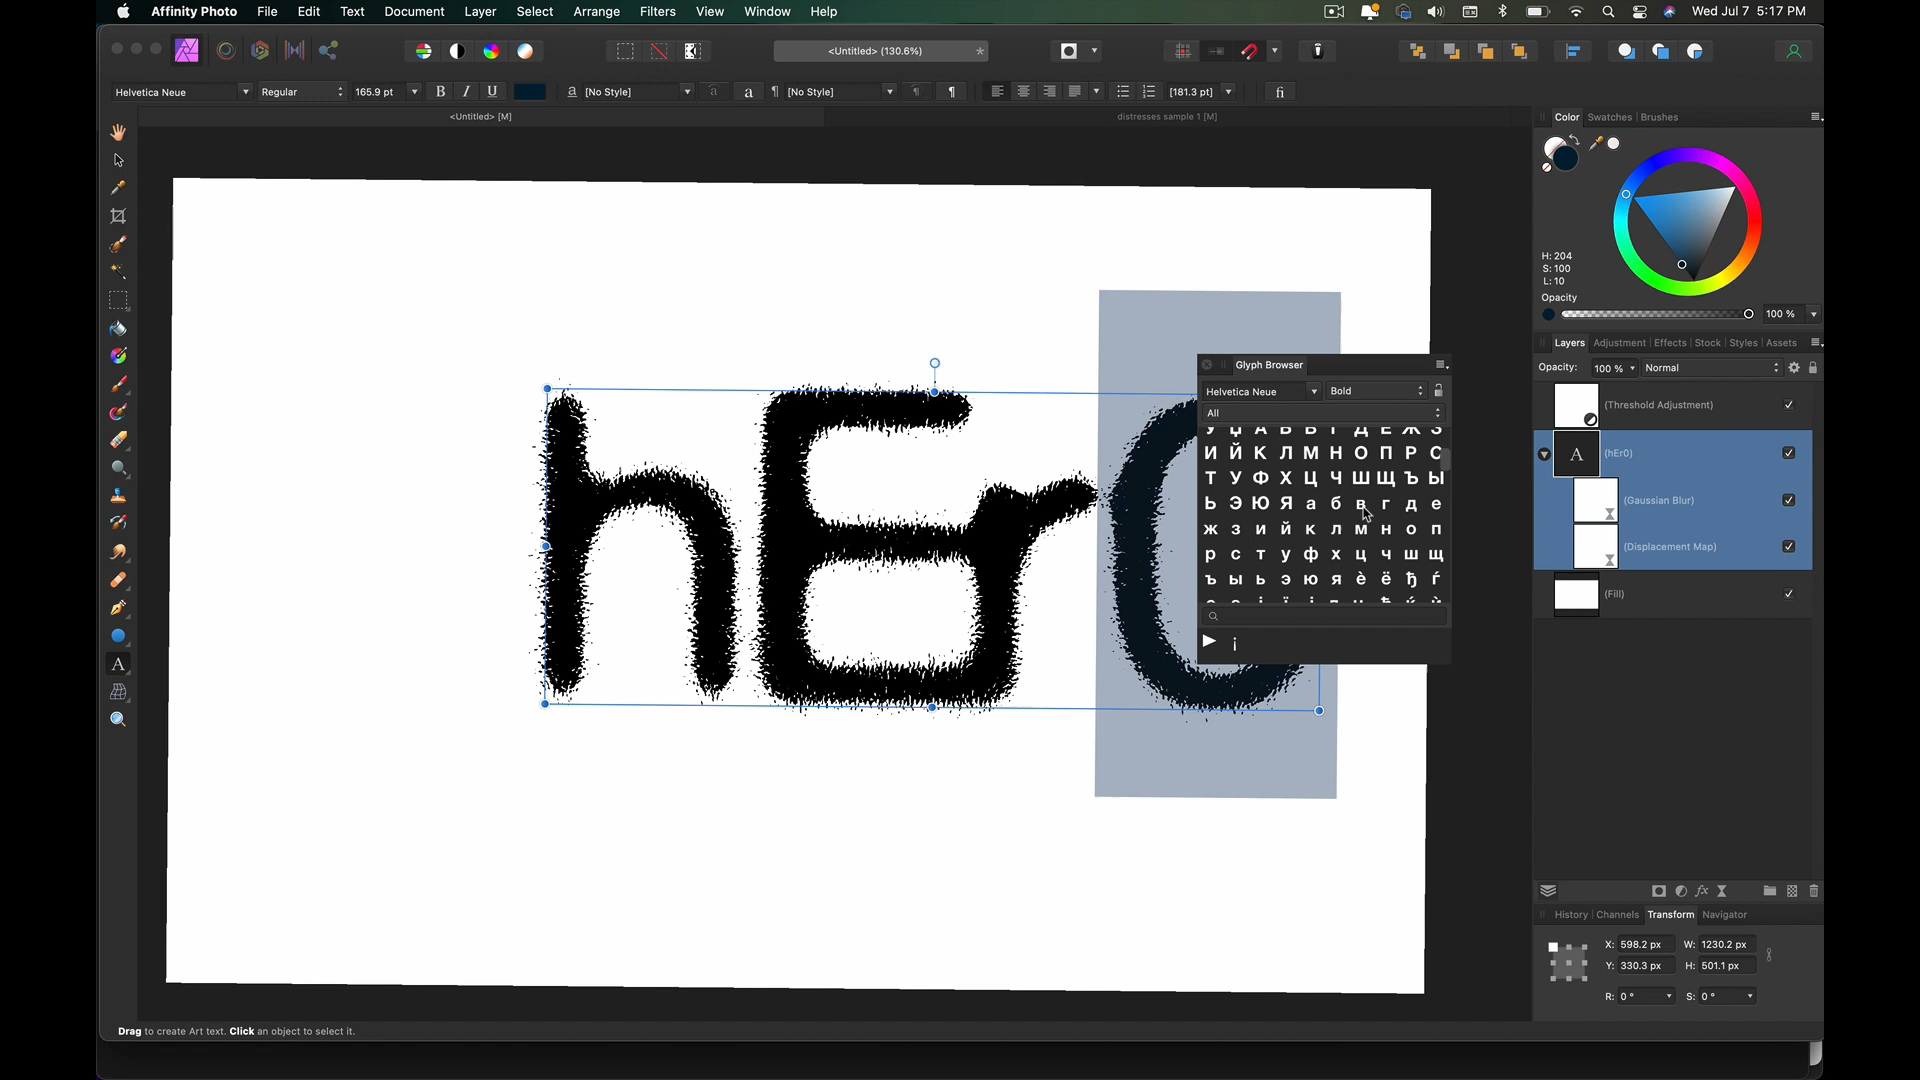 Affinity Photo File Edit Text Document Layer Select Arrange Filters View Window Help Wed Jul 7 5:17 PM
<Untitled> (130.6%) *
Helvetica Neue Regular 165.9 pt B I U a [No Style] a a ¶ [No Style] ¶ ¶ [181.3 pt] fi
<Untitled> [M] distresses sample 1 [M]
Color Swatches Brushes
H: 204
S: 100
L: 10
Opacity
100 %
Layers Adjustment Effects Stock Styles Assets
Opacity: 100 % Normal
(Threshold Adjustment)
A (hEr0)
(Gaussian Blur)
(Displacement Map)
(Fill)
Glyph Browser
Helvetica Neue Bold
All
У Џ А Б В Г Д Е Ж З
И Й К Л М Н О П Р С
Т У Ф Х Ц Ч Ш Щ Ъ Ы
Ь Э Ю Я а б в г д е
ж з и й к л м н о п
р с т у ф х ц ч ш щ
ъ ы ь э ю я ѐ ё ђ ѓ
¡
hEr
History Channels Transform Navigator
X: 598.2 px W: 1230.2 px
Y: 330.3 px H: 501.1 px
R: 0 ° S: 0 °
Drag to create Art text. Click an object to select it.